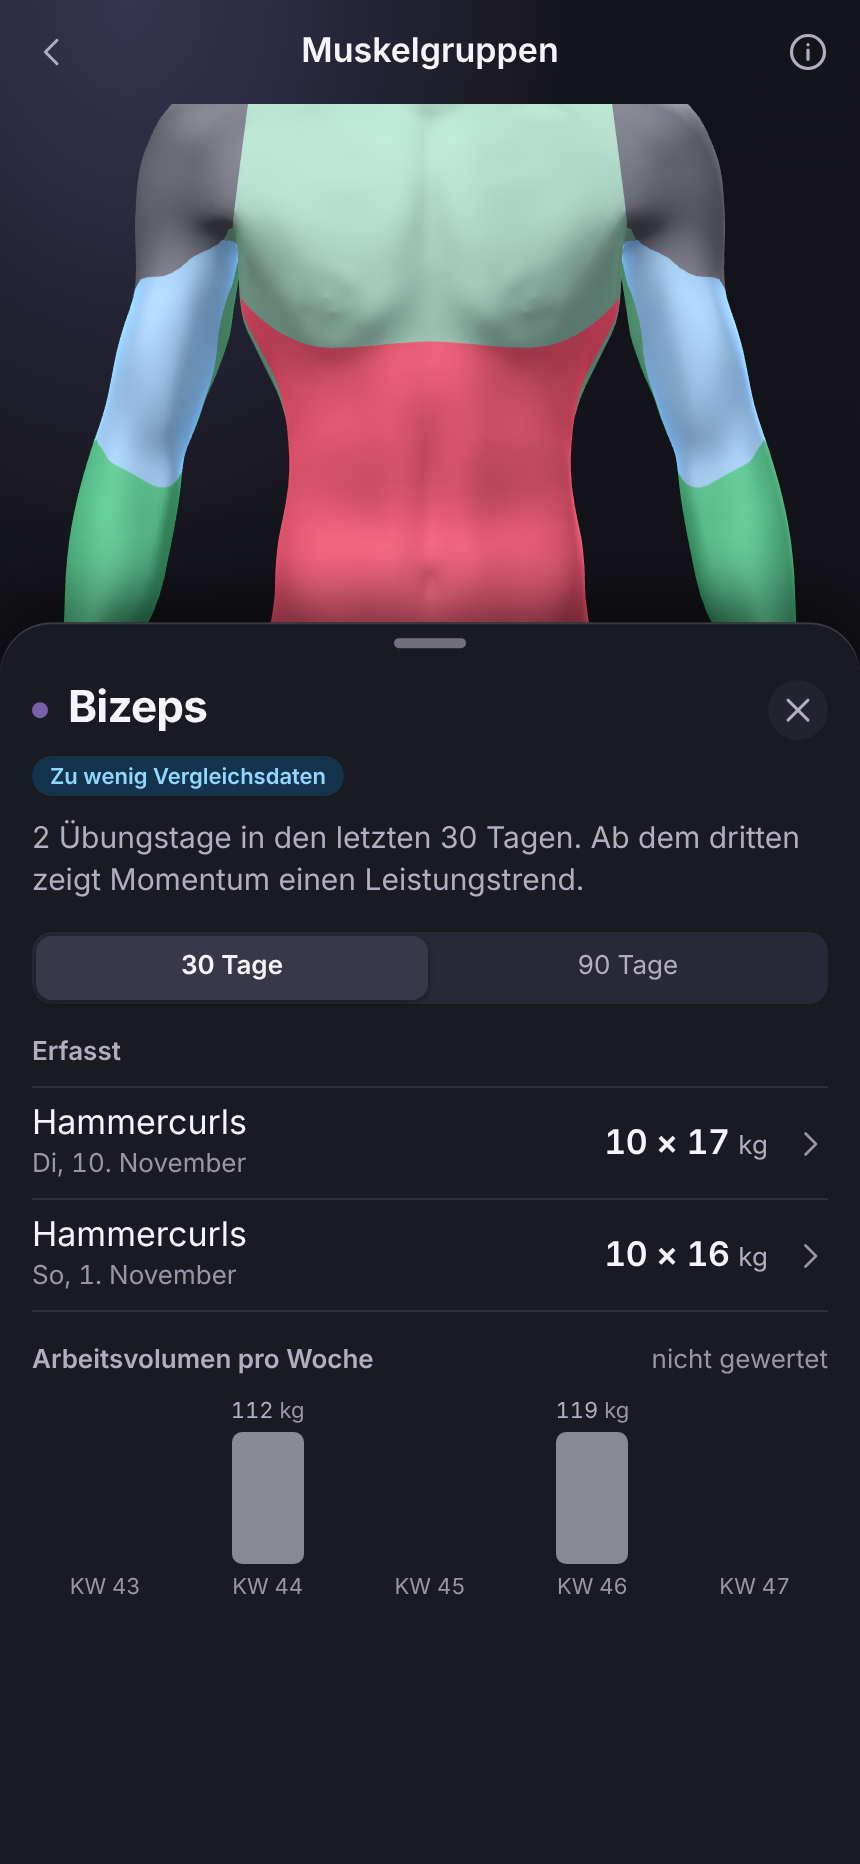 Muskelgruppen
Bizeps
Zu wenig Vergleichsdaten
2 Übungstage in den letzten 30 Tagen. Ab dem dritten
zeigt Momentum einen Leistungstrend.
30 Tage
90 Tage
Erfasst
Hammercurls
10 × 17 kg
Di, 10. November
Hammercurls
10 × 16 kg
So, 1. November
Arbeitsvolumen pro Woche
nicht gewertet
112 kg
119 kg
KW 43
KW 44
KW 45
KW 46
KW 47